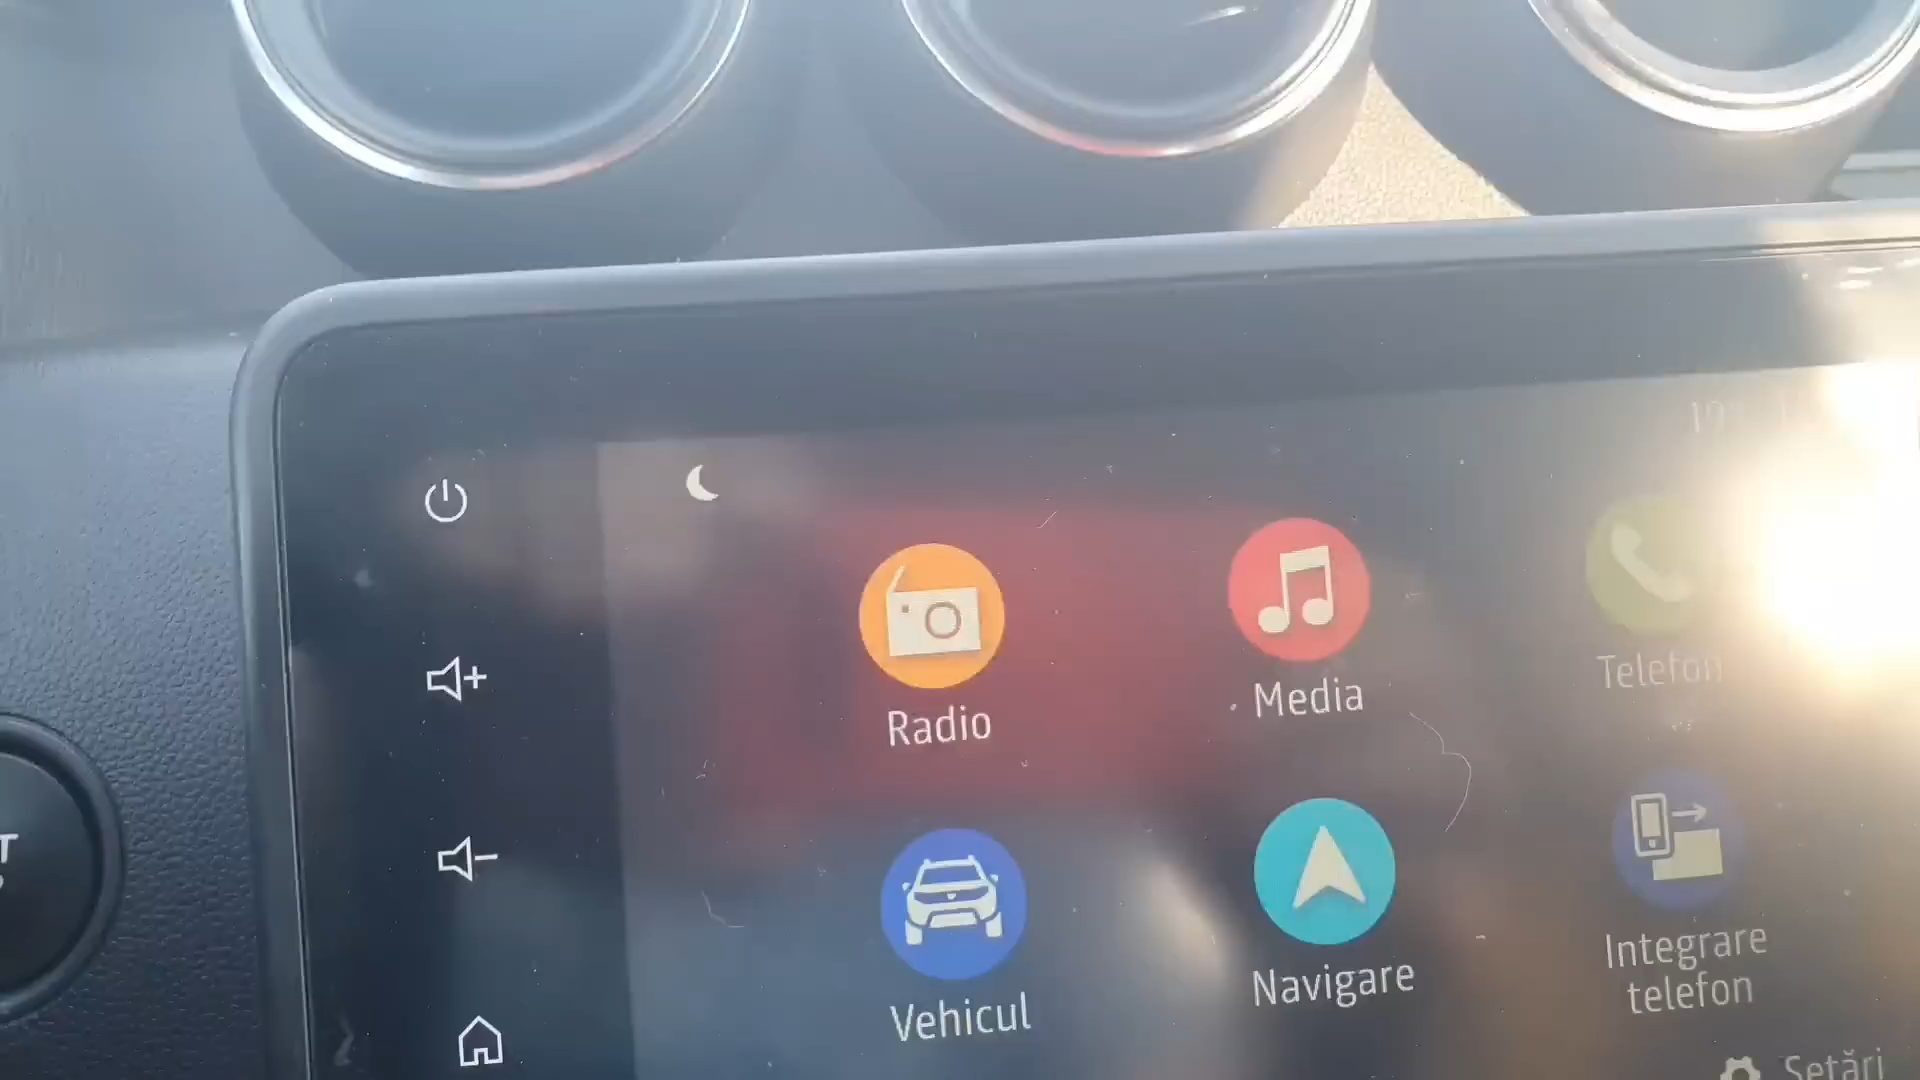 Radio
Media
Telefon
Vehicul
Navigare
Integrare
telefon
Setări